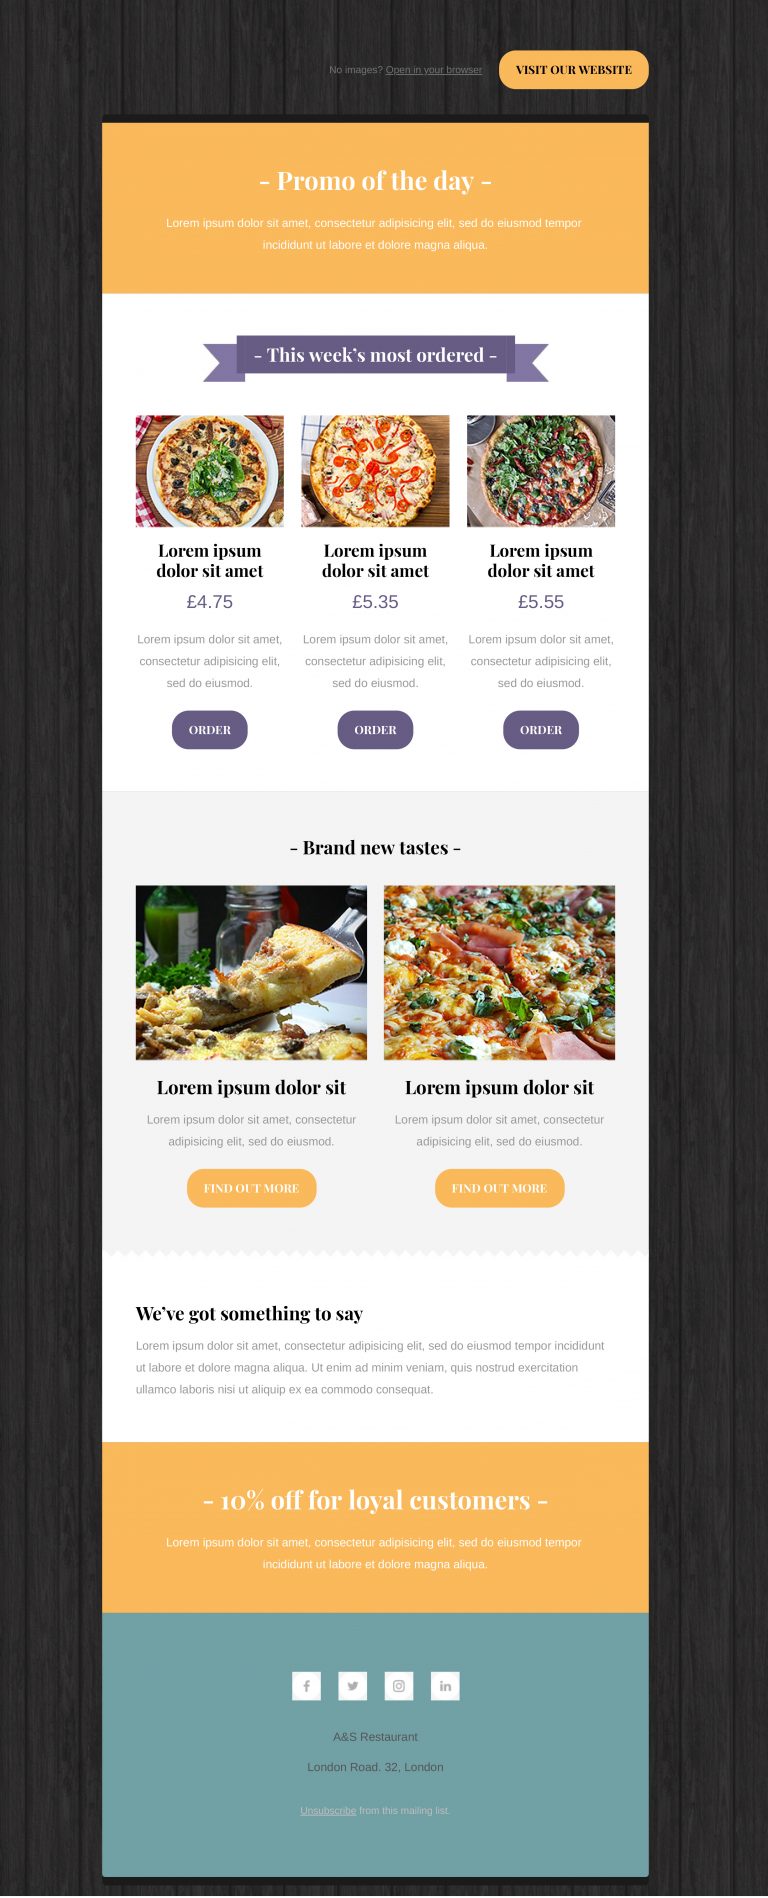 No images? Open in your browser
VISIT OUR WEBSITE
- Promo of the day -
Lorem ipsum dolor sit amet, consectetur adipisicing elit, sed do eiusmod tempor
incididunt ut labore et dolore magna aliqua.
- This week's most ordered -
Lorem ipsum
dolor sit amet
£4.75
Lorem ipsum dolor sit amet,
consectetur adipisicing elit,
sed do eiusmod.
ORDER
Lorem ipsum
dolor sit amet
£5.35
Lorem ipsum dolor sit amet,
consectetur adipisicing elit,
sed do eiusmod.
ORDER
Lorem ipsum
dolor sit amet
£5.55
Lorem ipsum dolor sit amet,
consectetur adipisicing elit,
sed do eiusmod.
ORDER
- Brand new tastes -
Lorem ipsum dolor sit
Lorem ipsum dolor sit amet, consectetur
adipisicing elit, sed do eiusmod.
FIND OUT MORE
Lorem ipsum dolor sit
Lorem ipsum dolor sit amet, consectetur
adipisicing elit, sed do eiusmod.
FIND OUT MORE
We've got something to say
Lorem ipsum dolor sit amet, consectetur adipisicing elit, sed do eiusmod tempor incididunt
ut labore et dolore magna aliqua. Ut enim ad minim veniam, quis nostrud exercitation
ullamco laboris nisi ut aliquip ex ea commodo consequat.
- 10% off for loyal customers -
Lorem ipsum dolor sit amet, consectetur adipisicing elit, sed do eiusmod tempor
incididunt ut labore et dolore magna aliqua.
A&S Restaurant
London Road. 32, London
Unsubscribe from this mailing list.